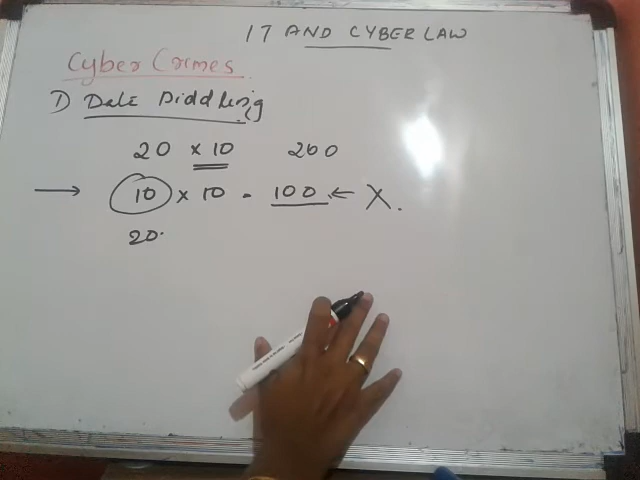 IT AND CYBER LAW
Cyber Crimes
1) Data Diddling
20 × 10 200
→ 10 × 10 - 100 ← X.
20.